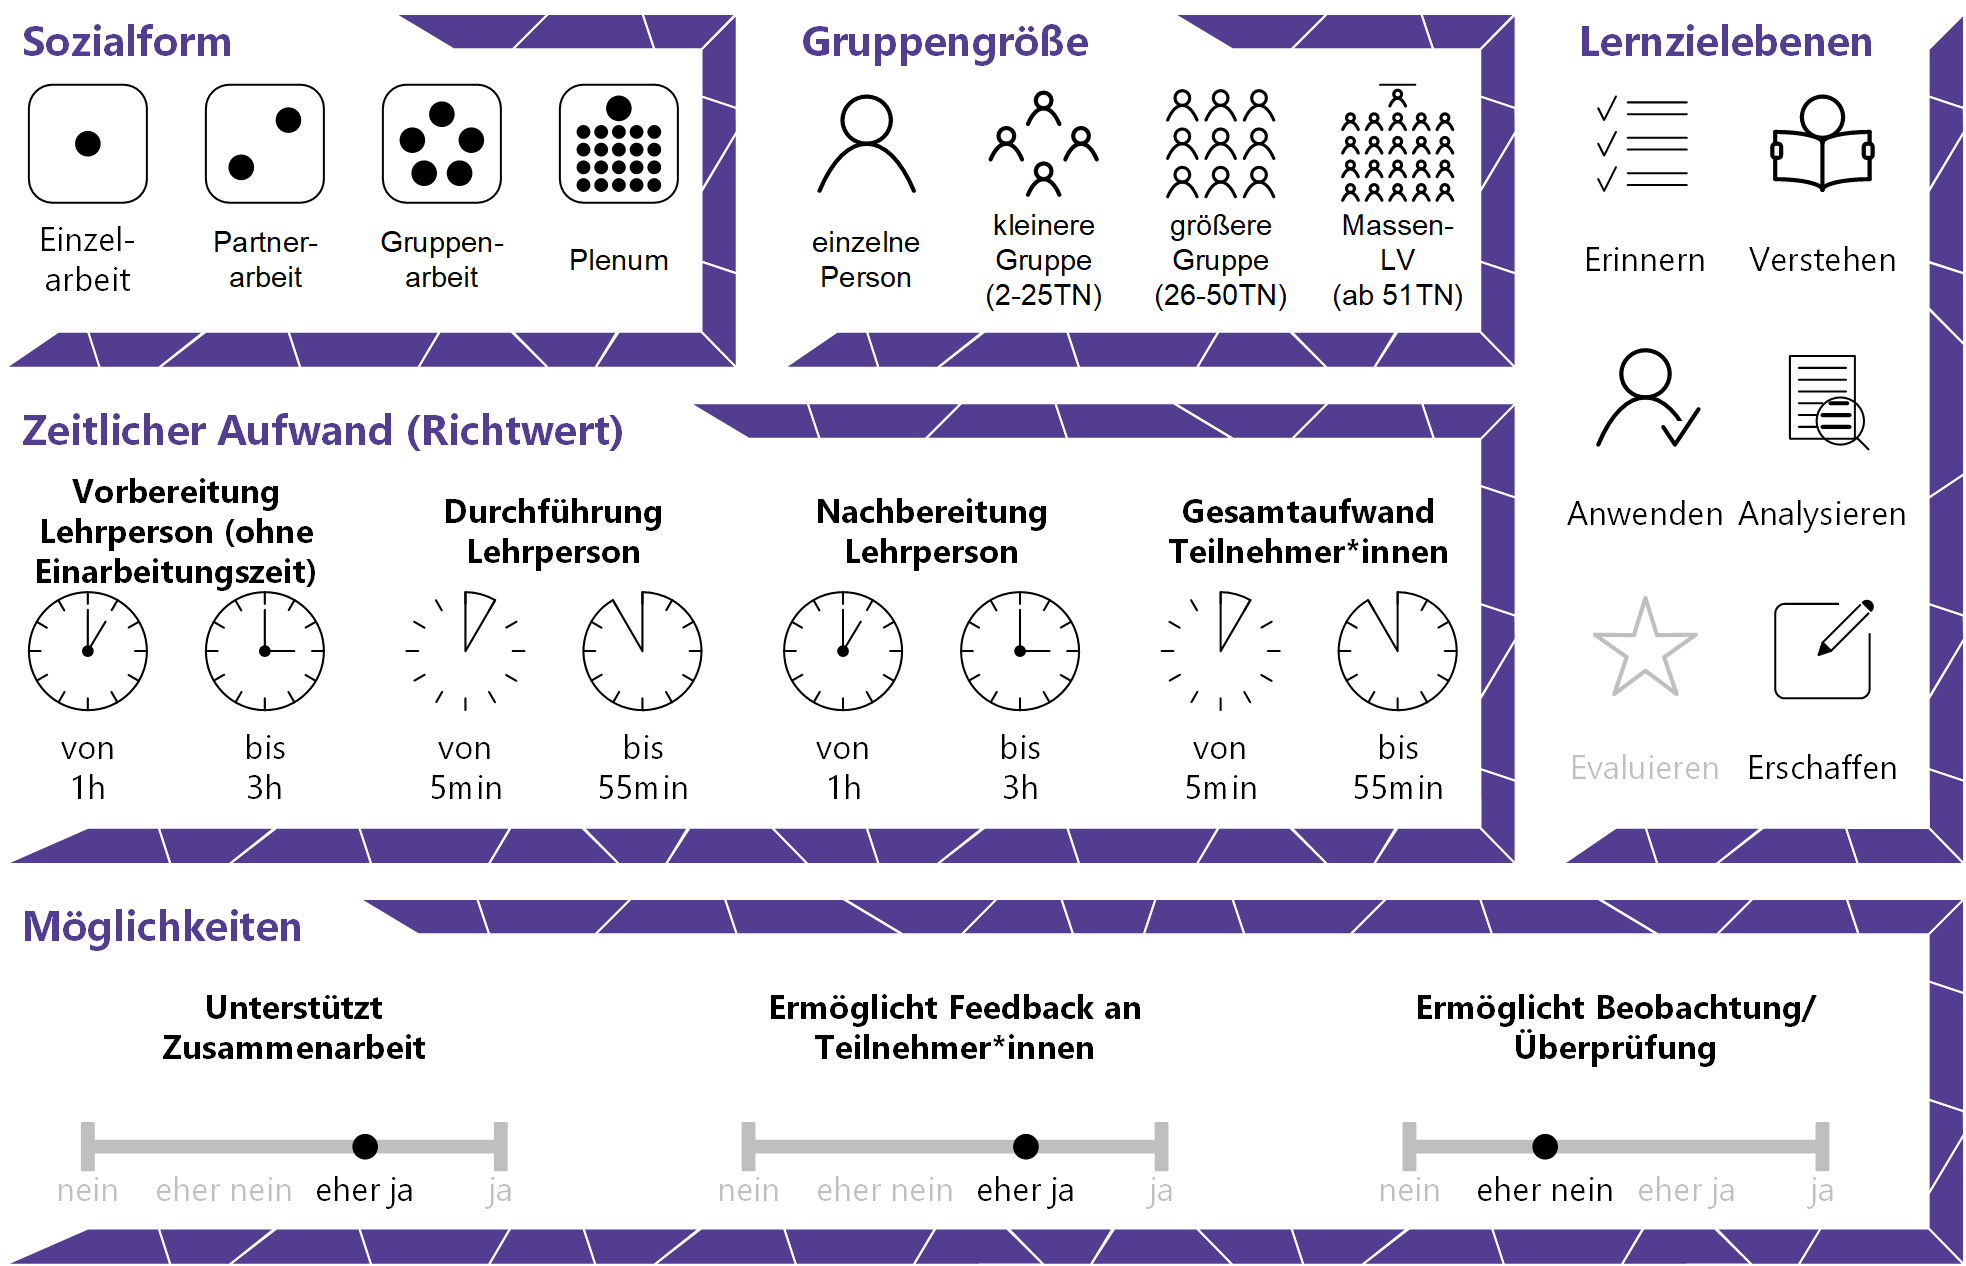 Sozialform
Einzel-
arbeit
Partner-
arbeit
Gruppen-
arbeit
Plenum
Gruppengröße
einzelne
Person
kleinere
Gruppe
(2-25TN)
größere
Gruppe
(26-50TN)
Massen-
LV
(ab 51TN)
Lernzielebenen
Erinnern
Verstehen
Anwenden
Analysieren
Evaluieren
Erschaffen
Zeitlicher Aufwand (Richtwert)
Vorbereitung
Lehrperson (ohne
Einarbeitungszeit)
von
1h
bis
3h
Durchführung
Lehrperson
von
5min
bis
55min
Nachbereitung
Lehrperson
von
1h
bis
3h
Gesamtaufwand
Teilnehmer*innen
von
5min
bis
55min
Möglichkeiten
Unterstützt
Zusammenarbeit
nein eher nein eher ja ja
Ermöglicht Feedback an
Teilnehmer*innen
nein eher nein eher ja ja
Ermöglicht Beobachtung/
Überprüfung
nein eher nein eher ja ja